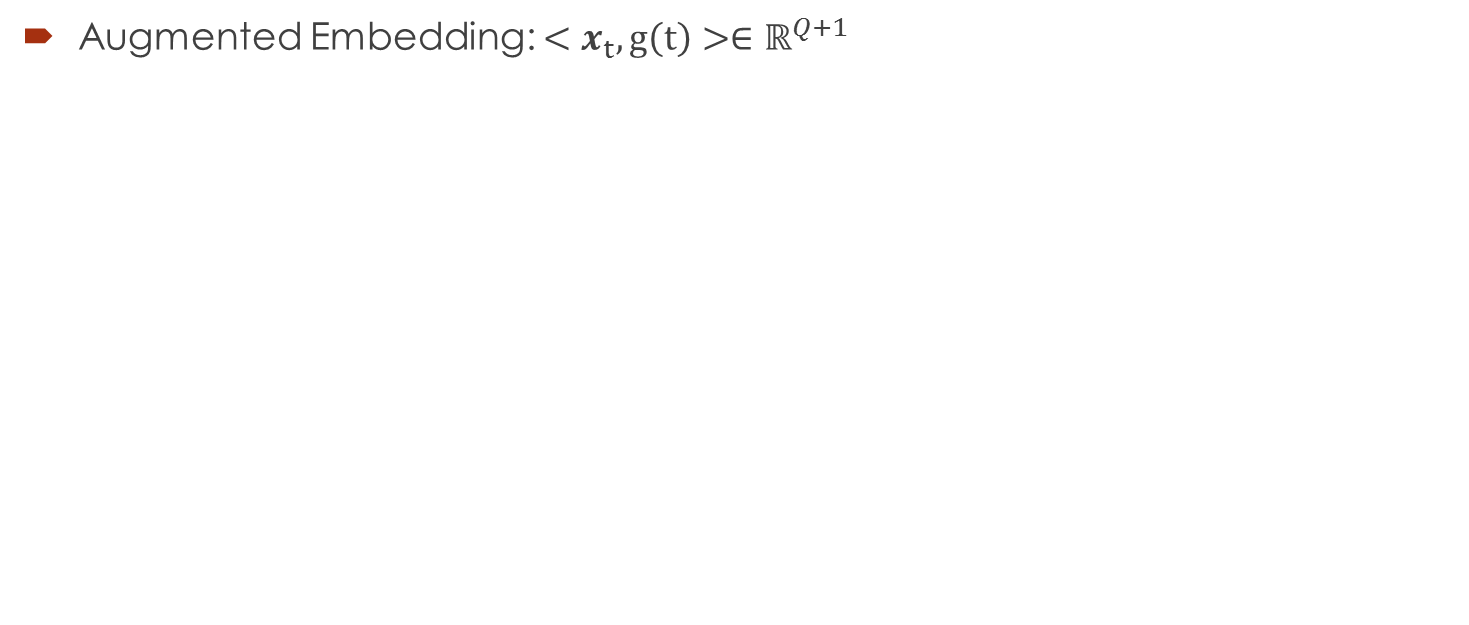 Augmented Embedding: < 𝒙ₜ, g(t) >∈ ℝ^{Q+1}